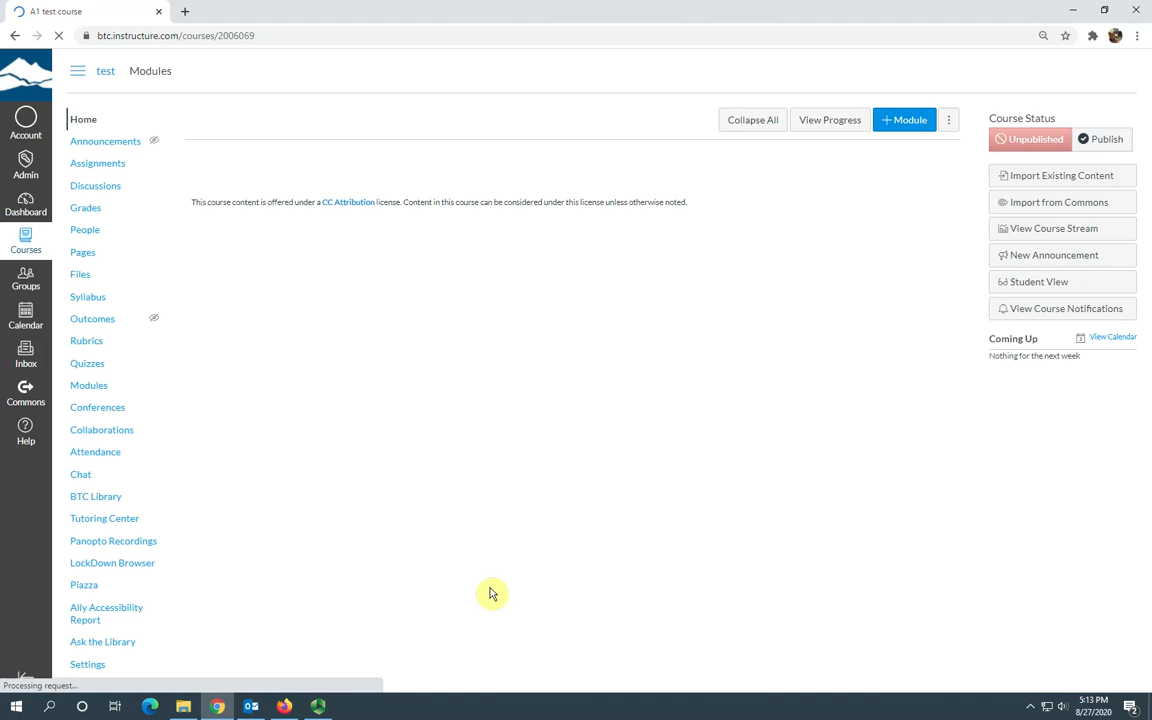 A1 test course
btc.instructure.com/courses/2006069
test Modules
Account
Admin
Dashboard
Courses
Groups
Calendar
Inbox
Commons
Help
Home
Announcements
Assignments
Discussions
Grades
People
Pages
Files
Syllabus
Outcomes
Rubrics
Quizzes
Modules
Conferences
Collaborations
Attendance
Chat
BTC Library
Tutoring Center
Panopto Recordings
LockDown Browser
Piazza
Ally Accessibility
Report
Ask the Library
Settings
Collapse All View Progress + Module
This course content is offered under a CC Attribution license. Content in this course can be considered under this license unless otherwise noted.
Course Status
Unpublished Publish
Import Existing Content
Import from Commons
View Course Stream
New Announcement
Student View
View Course Notifications
Coming Up View Calendar
Nothing for the next week
Processing request...
5:13 PM
8/27/2020
2